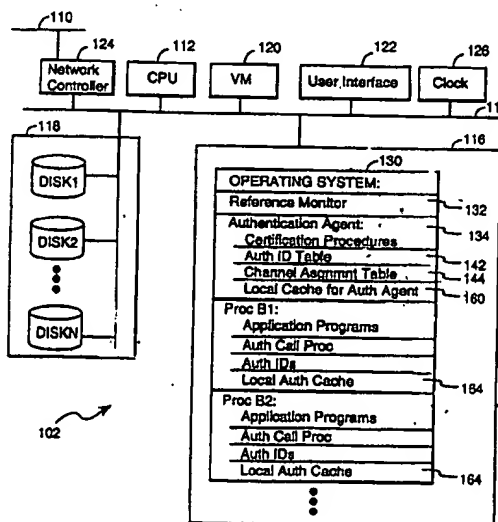 110
124
112
120
122
126
Network
Controller
CPU
VM
User Interface
Clock
118
116
DISK1
DISK2
DISKN
102
130
OPERATING SYSTEM:
Reference Monitor
132
Authentication Agent:
134
Certification Procedures
Auth ID Table
142
Channel Asgnmnt Table
144
Local Cache for Auth Agent
160
Proc B1:
Application Programs
Auth Call Proc
Auth IDs
Local Auth Cache
164
Proc B2:
Application Programs
Auth Call Proc
Auth IDs
Local Auth Cache
164